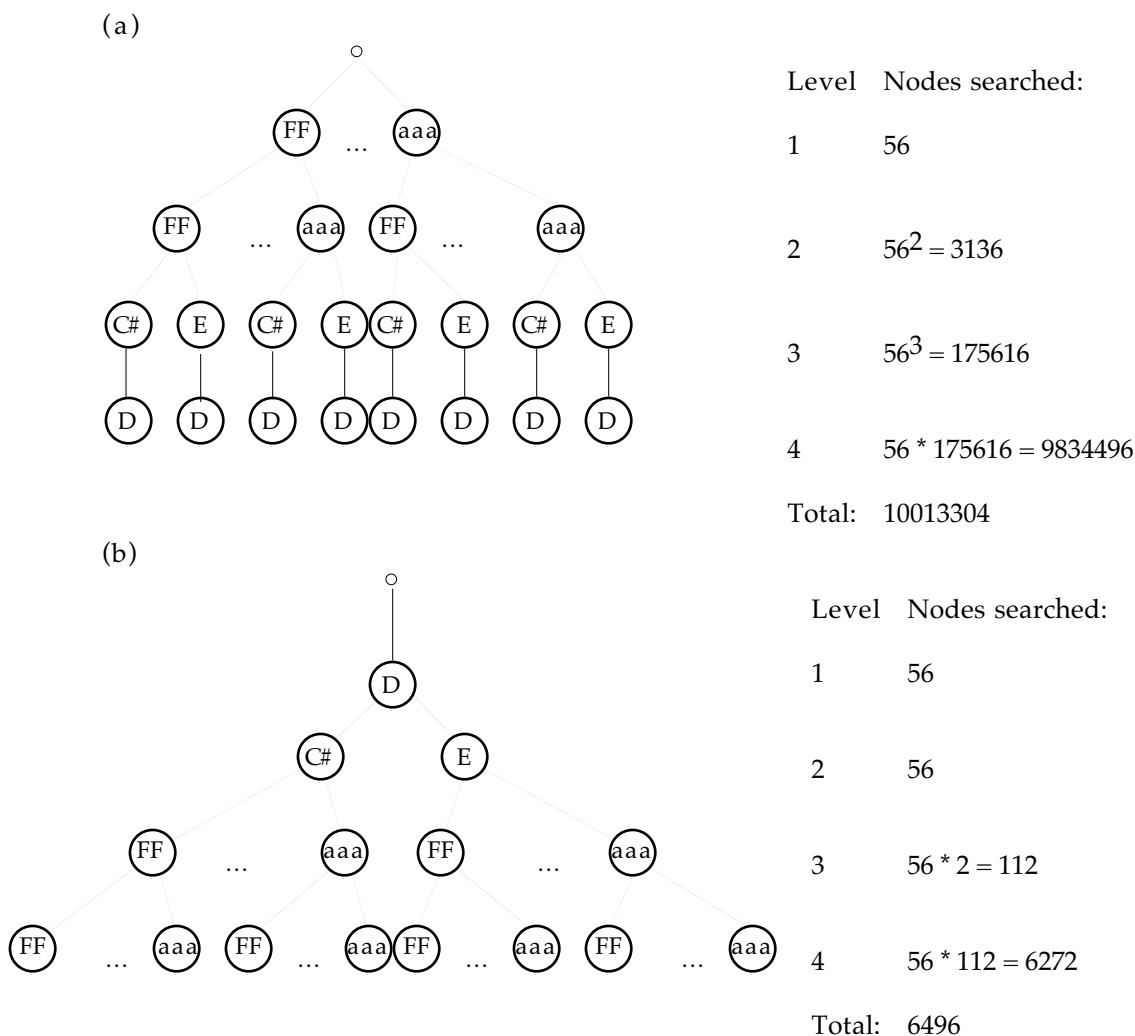 (a)
FF ... aaa
FF ... aaa FF ... aaa
C# E C# E C# E C# E
D D D D D D D D
Level Nodes searched:
1 56
2 56² = 3136
3 56³ = 175616
4 56 * 175616 = 9834496
Total: 10013304
(b)
D
C# E
FF ... aaa FF ... aaa
FF ... aaa FF ... aaa FF ... aaa FF ... aaa
Level Nodes searched:
1 56
2 56
3 56 * 2 = 112
4 56 * 112 = 6272
Total: 6496